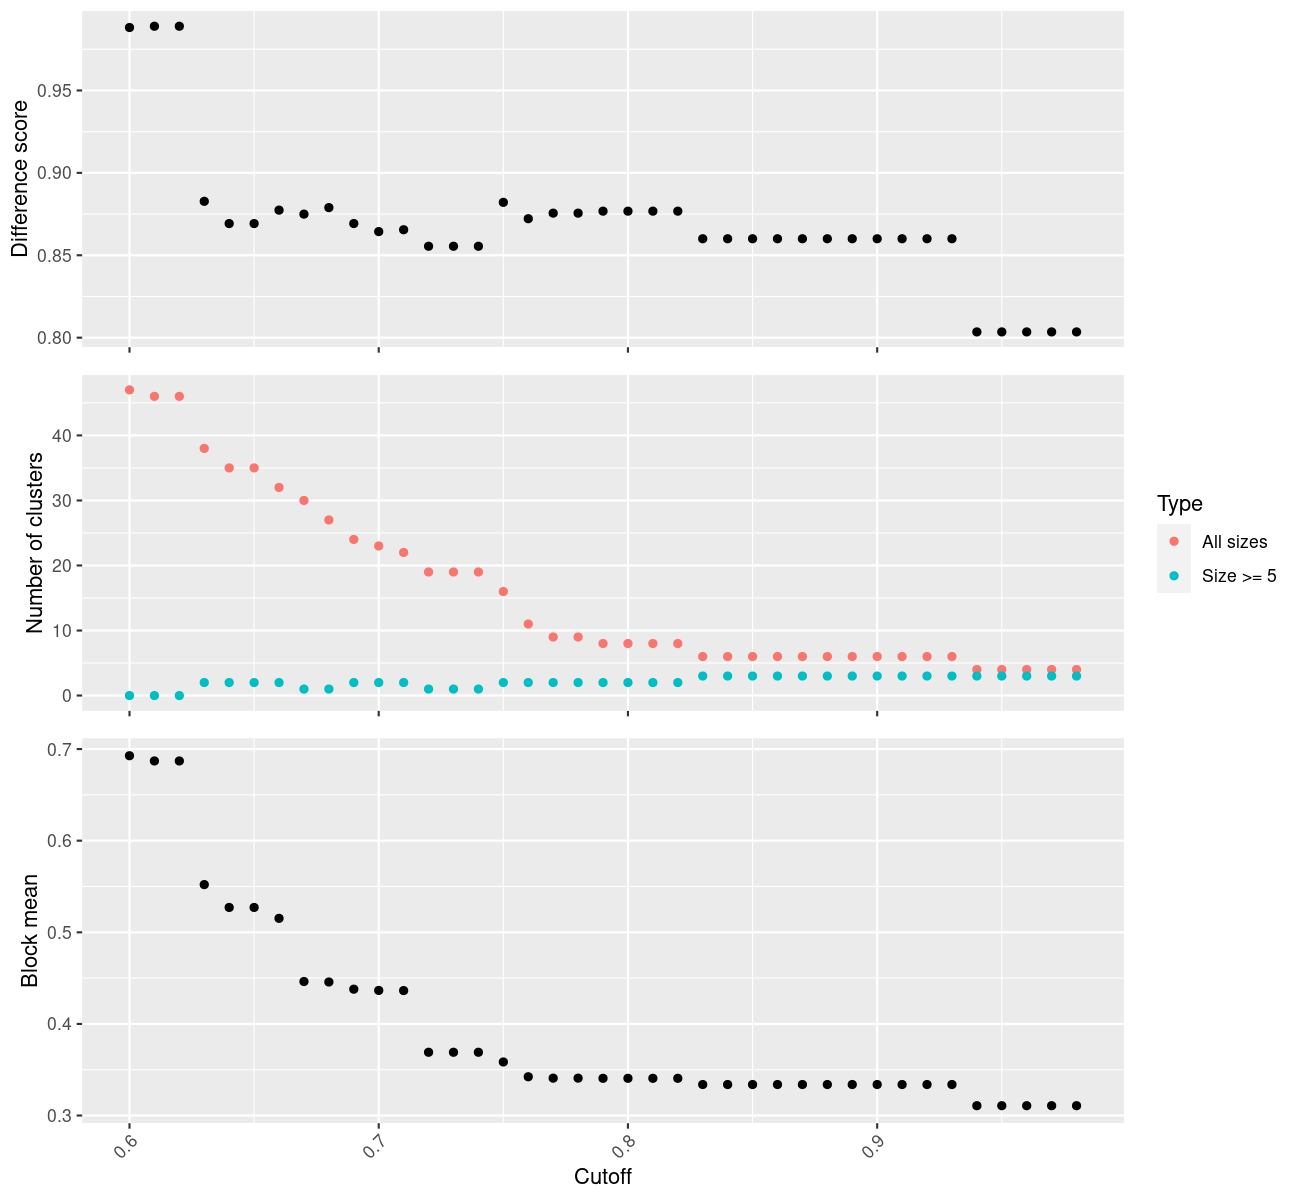 Difference score
0.95
0.90
0.85
0.80
Number of clusters
40
30
20
10
0
Type
All sizes
Size >= 5
Block mean
0.7
0.6
0.5
0.4
0.3
0.6 0.7 0.8 0.9
Cutoff